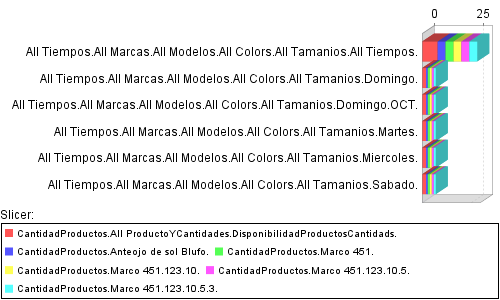 0 25
All Tiempos.All Marcas.All Modelos.All Colors.All Tamanios.All Tiempos.
All Tiempos.All Marcas.All Modelos.All Colors.All Tamanios.Domingo.
All Tiempos.All Marcas.All Modelos.All Colors.All Tamanios.Domingo.OCT.
All Tiempos.All Marcas.All Modelos.All Colors.All Tamanios.Martes.
All Tiempos.All Marcas.All Modelos.All Colors.All Tamanios.Miercoles.
All Tiempos.All Marcas.All Modelos.All Colors.All Tamanios.Sabado.
Slicer:
CantidadProductos.All ProductoYCantidades.DisponibilidadProductosCantidads.
CantidadProductos.Anteojo de sol Blufo. CantidadProductos.Marco 451.
CantidadProductos.Marco 451.123.10. CantidadProductos.Marco 451.123.10.5.
CantidadProductos.Marco 451.123.10.5.3.